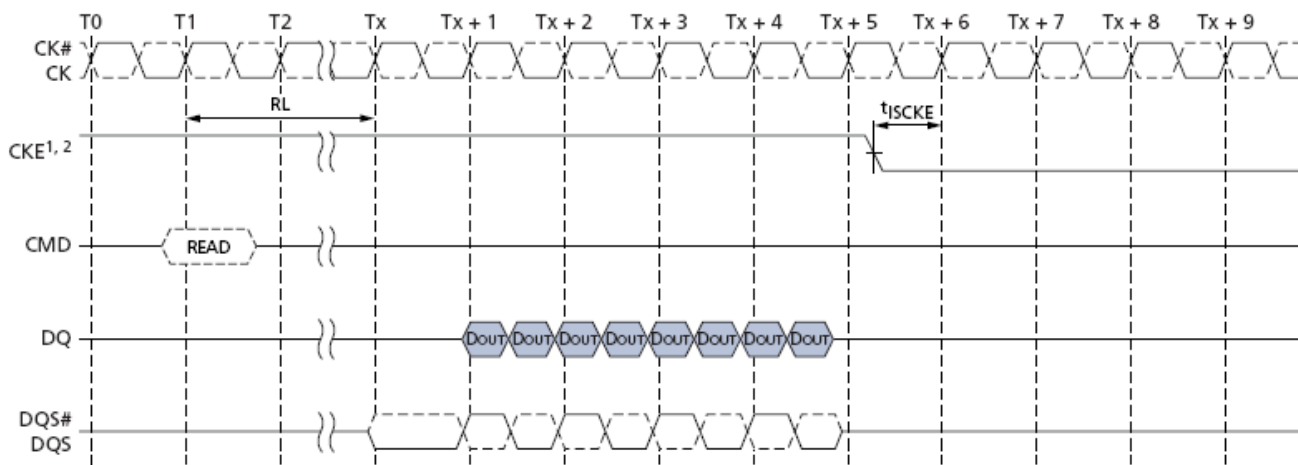 T0 T1 T2 Tx Tx + 1 Tx + 2 Tx + 3 Tx + 4 Tx + 5 Tx + 6 Tx + 7 Tx + 8 Tx + 9
CK#
CK
RL
tISCKE
CKE1, 2
CMD READ
DQ DOUT DOUT DOUT DOUT DOUT DOUT DOUT DOUT
DQS#
DQS